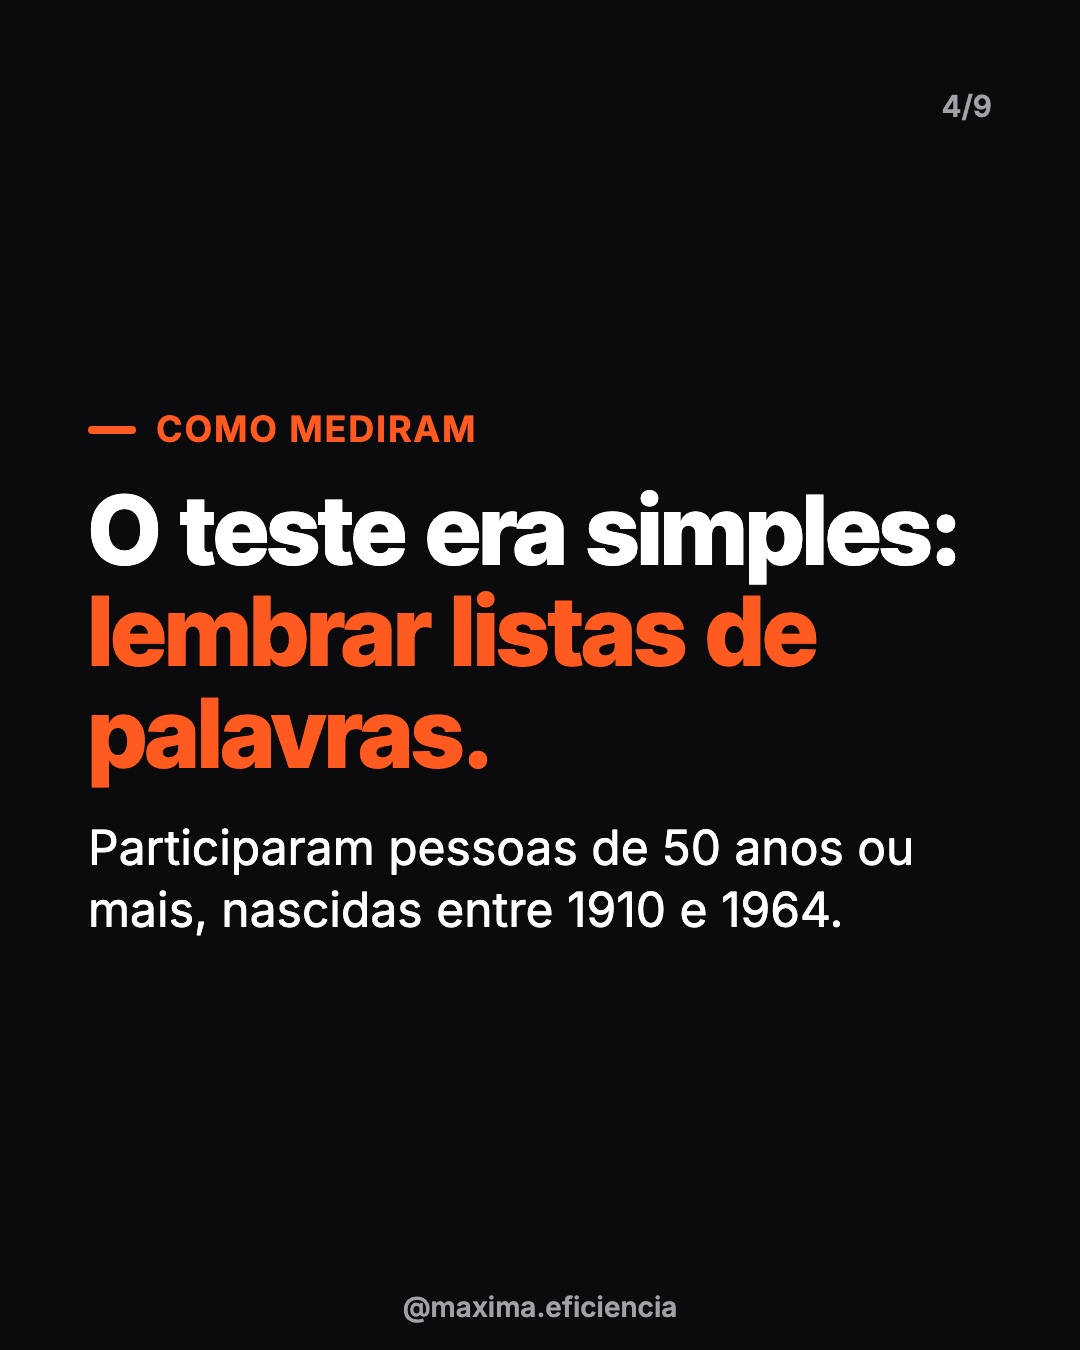 4/9
COMO MEDIRAM
O teste era simples:
lembrar listas de
palavras.
Participaram pessoas de 50 anos ou
mais, nascidas entre 1910 e 1964.
@maxima.eficiencia